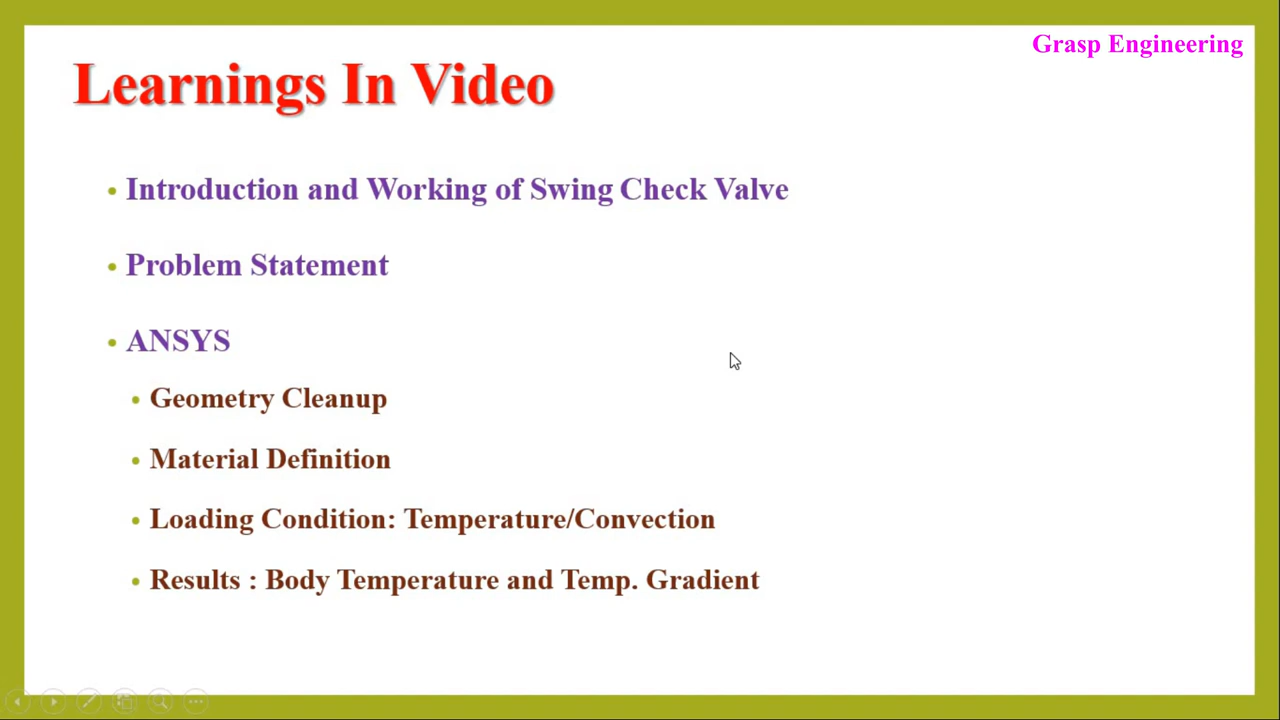 Grasp Engineering
Learnings In Video
• Introduction and Working of Swing Check Valve
• Problem Statement
• ANSYS
• Geometry Cleanup
• Material Definition
• Loading Condition: Temperature/Convection
• Results : Body Temperature and Temp. Gradient